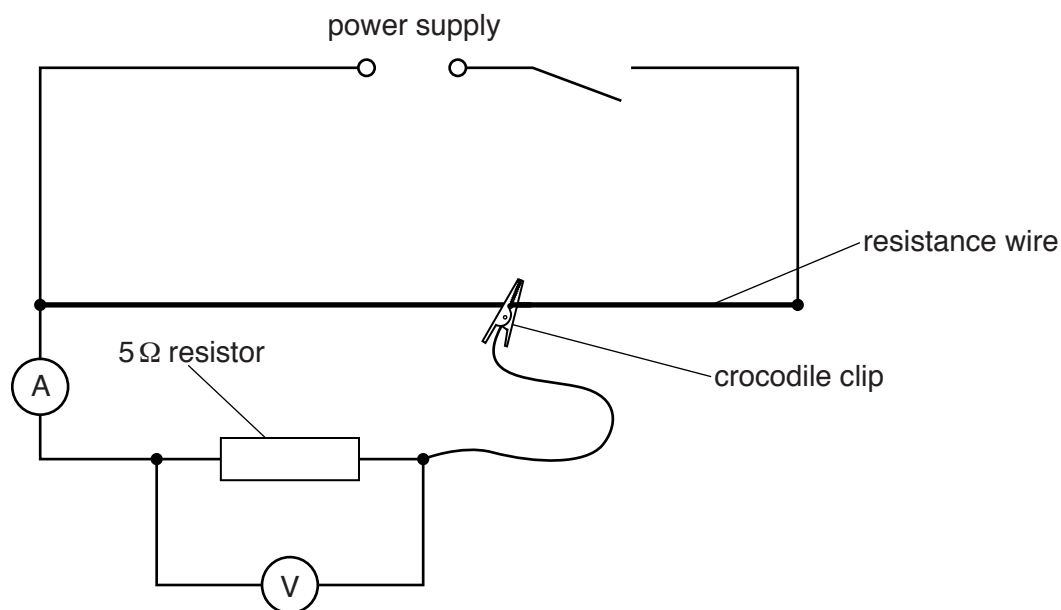 power supply
resistance wire
5 Ω resistor
crocodile clip
A
V